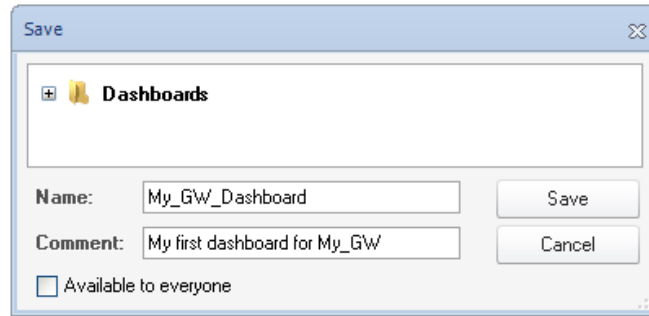 Save
Dashboards
Name: My_GW_Dashboard Save
Comment: My first dashboard for My_GW Cancel
Available to everyone